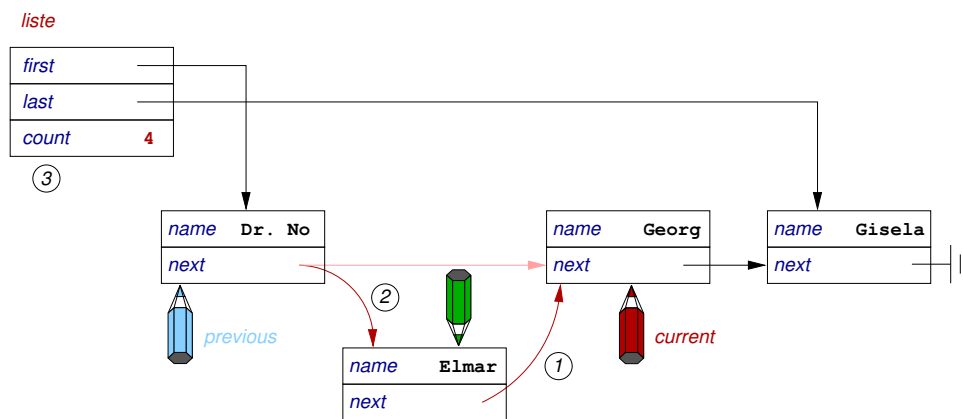 liste
first
last
count 4
3
name Dr. No
next
name Georg
next
name Gisela
next
2
previous
current
name Elmar
1
next